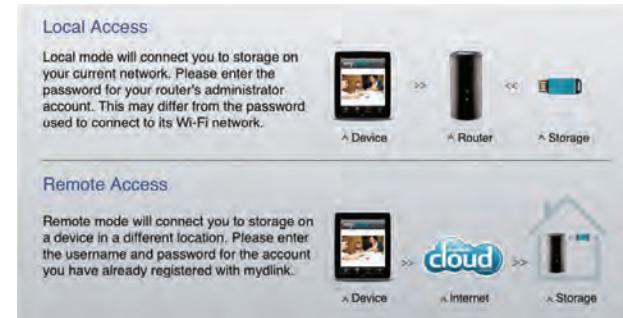 Local Access
Local mode will connect you to storage on
your current network. Please enter the
password for your router's administrator
account. This may differ from the password
used to connect to its Wi-Fi network.
>> <<
^ Device ^ Router ^ Storage
Remote Access
Remote mode will connect you to storage on
a device in a different location. Please enter
the username and password for the account
you have already registered with mydlink.
cloud
>> >>
^ Device ^ Internet ^ Storage